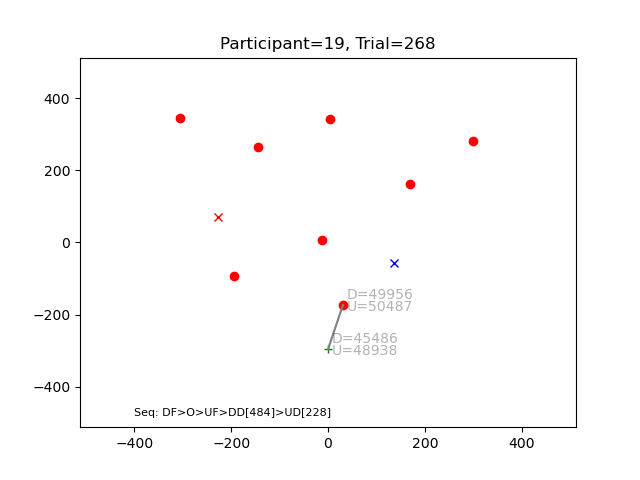 Participant=19, Trial=268
400
200
0
−200
−400
D=49956
U=50487
D=45486
U=48938
Seq: DF>O>UF>DD[484]>UD[228]
−400
−200
0
200
400